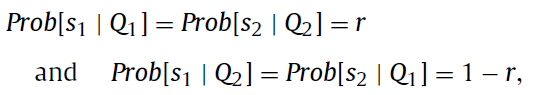 Prob[s₁ | Q₁] = Prob[s₂ | Q₂] = r
and Prob[s₁ | Q₂] = Prob[s₂ | Q₁] = 1 − r,